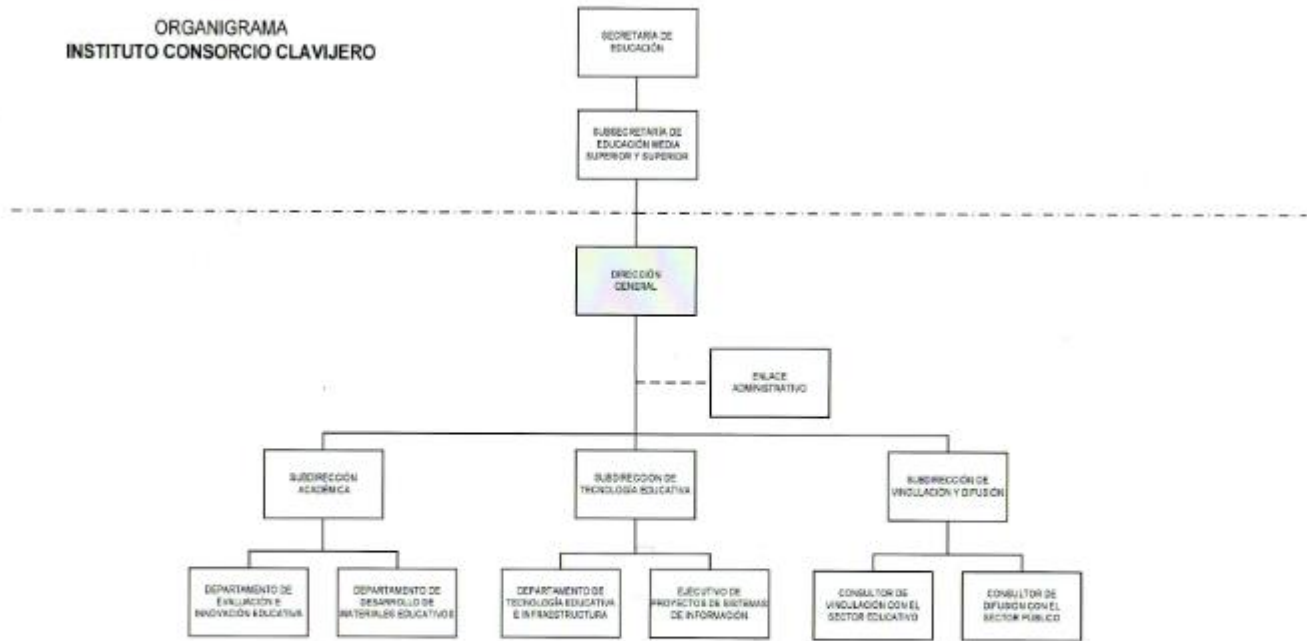 ORGANIGRAMA
INSTITUTO CONSORCIO CLAVIJERO
SECRETARÍA DE
EDUCACIÓN
SUBSECRETARÍA DE
EDUCACIÓN MEDIA
SUPERIOR Y SUPERIOR
DIRECCIÓN
GENERAL
ENLACE
ADMINISTRATIVO
SUBDIRECCIÓN
ACADÉMICA
SUBDIRECCIÓN DE
TECNOLOGÍA EDUCATIVA
SUBDIRECCIÓN DE
VINCULACIÓN Y DIFUSIÓN
DEPARTAMENTO DE
EVALUACIÓN E
INNOVACIÓN EDUCATIVA
DEPARTAMENTO DE
DESARROLLO DE
MATERIALES EDUCATIVOS
DEPARTAMENTO DE
TECNOLOGÍA EDUCATIVA
E INFRAESTRUCTURA
EJECUTIVO DE
PROYECTOS DE SISTEMAS
DE INFORMACIÓN
CONSULTOR DE
VINCULACIÓN CON EL
SECTOR EDUCATIVO
CONSULTOR DE
DIFUSIÓN CON EL
SECTOR PÚBLICO